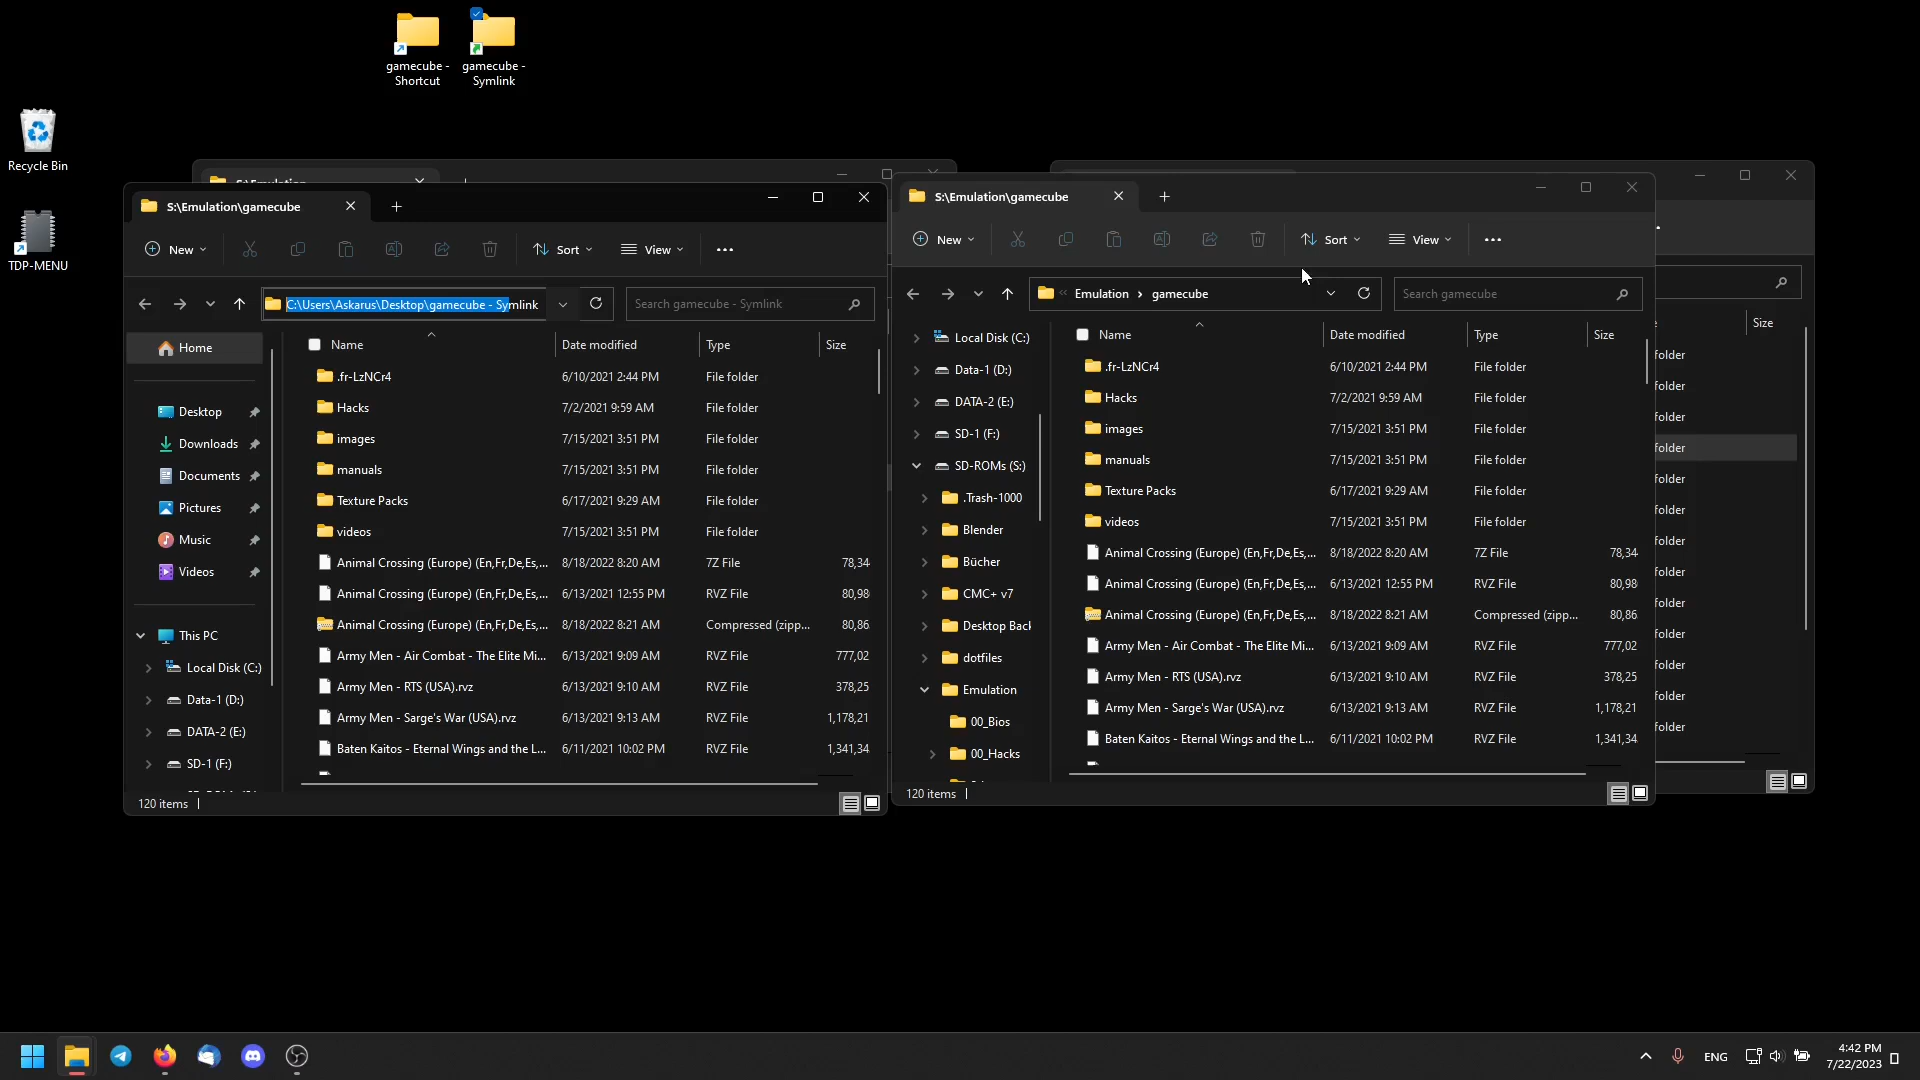 gamecube - Shortcut
gamecube - Symlink
Recycle Bin
TDP-MENU
S:\Emulation\gamecube
New
Sort
View
C:\Users\Askarus\Desktop\gamecube - Symlink
Search gamecube - Symlink
Home
Desktop
Downloads
Documents
Pictures
Music
Videos
This PC
Local Disk (C:)
Data-1 (D:)
DATA-2 (E:)
SD-1 (F:)
Name Date modified Type Size
.fr-LzNCr4 6/10/2021 2:44 PM File folder
Hacks 7/2/2021 9:59 AM File folder
images 7/15/2021 3:51 PM File folder
manuals 7/15/2021 3:51 PM File folder
Texture Packs 6/17/2021 9:29 AM File folder
videos 7/15/2021 3:51 PM File folder
Animal Crossing (Europe) (En,Fr,De,Es,... 8/18/2022 8:20 AM 7Z File 78,34
Animal Crossing (Europe) (En,Fr,De,Es,... 6/13/2021 12:55 PM RVZ File 80,98
Animal Crossing (Europe) (En,Fr,De,Es,... 8/18/2022 8:21 AM Compressed (zipp... 80,86
Army Men - Air Combat - The Elite Mi... 6/13/2021 9:09 AM RVZ File 777,02
Army Men - RTS (USA).rvz 6/13/2021 9:10 AM RVZ File 378,25
Army Men - Sarge's War (USA).rvz 6/13/2021 9:13 AM RVZ File 1,178,21
Baten Kaitos - Eternal Wings and the L... 6/11/2021 10:02 PM RVZ File 1,341,34
120 items
S:\Emulation\gamecube
New
Sort
View
Emulation > gamecube
Search gamecube
Local Disk (C:)
Data-1 (D:)
DATA-2 (E:)
SD-1 (F:)
SD-ROMs (S:)
.Trash-1000
Blender
Bücher
CMC+ v7
Desktop Back
dotfiles
Emulation
00_Bios
00_Hacks
Name Date modified Type Size
.fr-LzNCr4 6/10/2021 2:44 PM File folder
Hacks 7/2/2021 9:59 AM File folder
images 7/15/2021 3:51 PM File folder
manuals 7/15/2021 3:51 PM File folder
Texture Packs 6/17/2021 9:29 AM File folder
videos 7/15/2021 3:51 PM File folder
Animal Crossing (Europe) (En,Fr,De,Es,... 8/18/2022 8:20 AM 7Z File 78,34
Animal Crossing (Europe) (En,Fr,De,Es,... 6/13/2021 12:55 PM RVZ File 80,98
Animal Crossing (Europe) (En,Fr,De,Es,... 8/18/2022 8:21 AM Compressed (zipp... 80,86
Army Men - Air Combat - The Elite Mi... 6/13/2021 9:09 AM RVZ File 777,02
Army Men - RTS (USA).rvz 6/13/2021 9:10 AM RVZ File 378,25
Army Men - Sarge's War (USA).rvz 6/13/2021 9:13 AM RVZ File 1,178,21
Baten Kaitos - Eternal Wings and the L... 6/11/2021 10:02 PM RVZ File 1,341,34
120 items
Size
folder
folder
folder
folder
folder
folder
folder
folder
folder
folder
folder
folder
folder
ENG
4:42 PM
7/22/2023